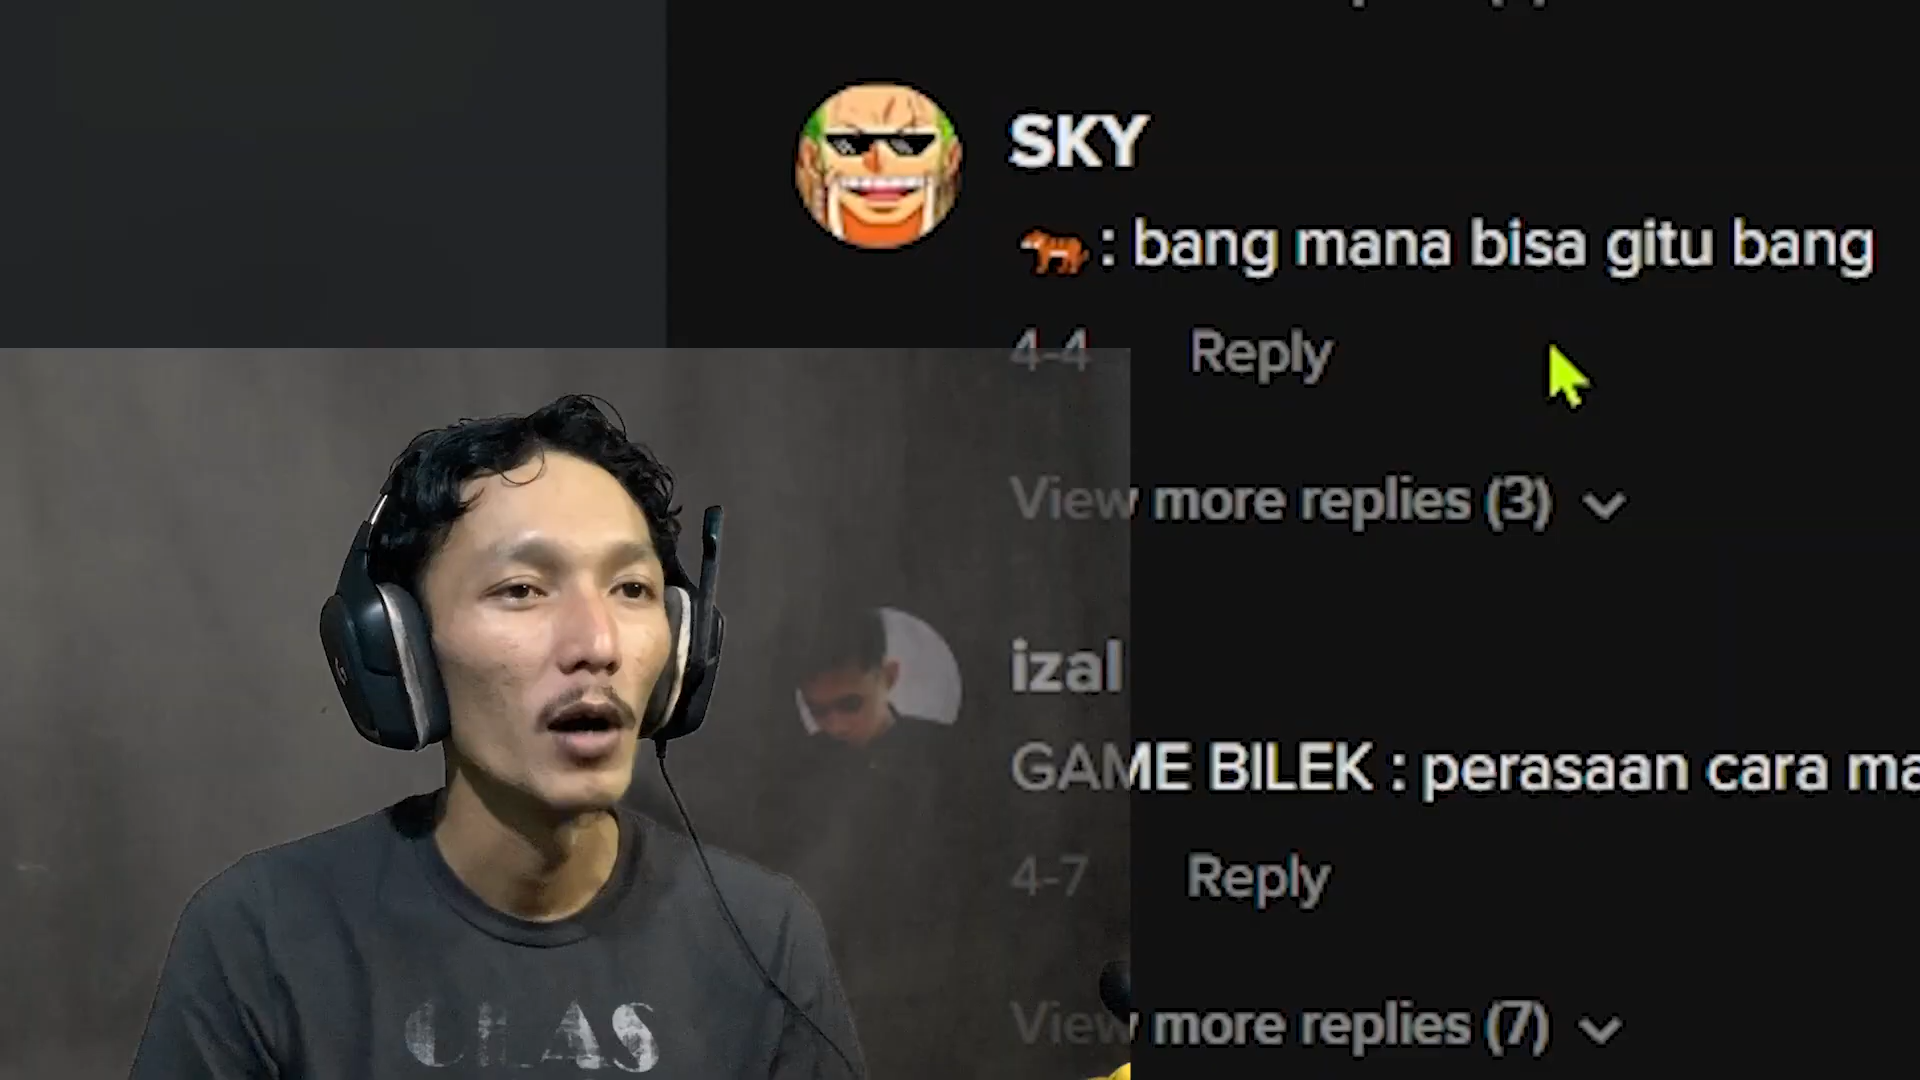 SKY
🐅 : bang mana bisa gitu bang
4-4 Reply
View more replies (3)
izal
GAME BILEK : perasaan cara
4-7 Reply
View more replies (7)